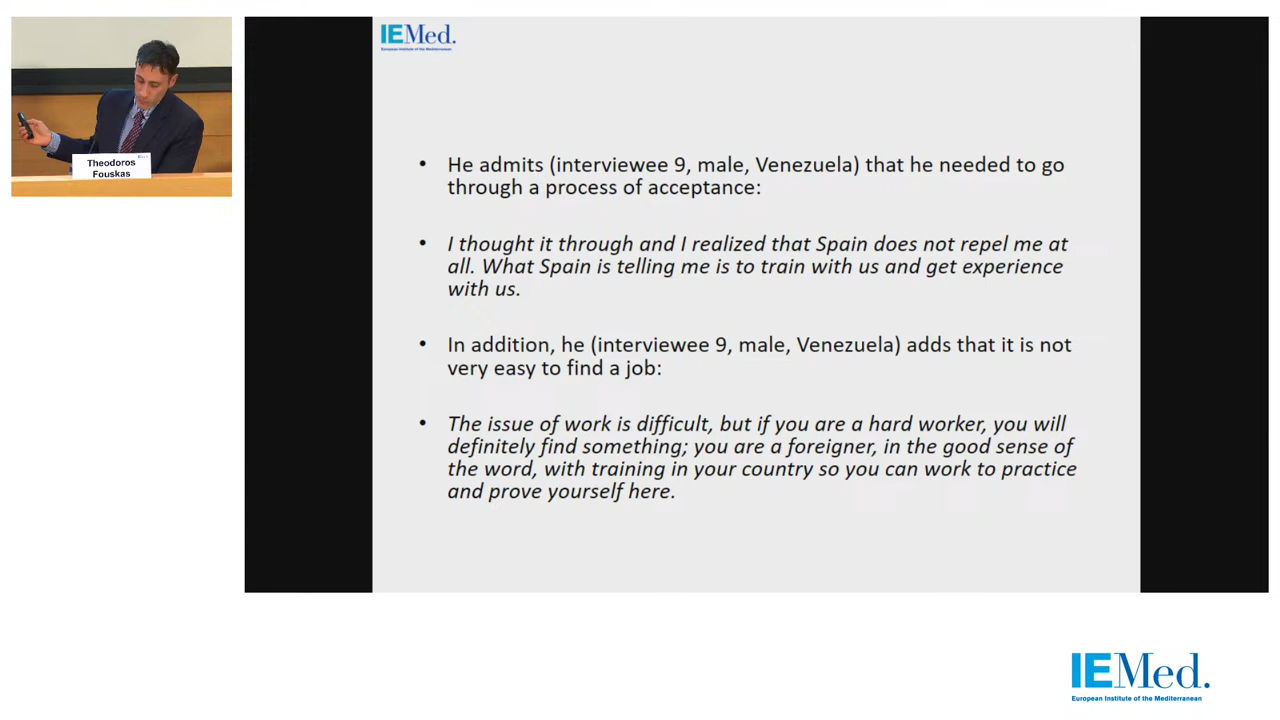 IEMed.
European Institute of the Mediterranean
Theodoros
Fouskas
• He admits (interviewee 9, male, Venezuela) that he needed to go
through a process of acceptance:
• I thought it through and I realized that Spain does not repel me at
all. What Spain is telling me is to train with us and get experience
with us.
• In addition, he (interviewee 9, male, Venezuela) adds that it is not
very easy to find a job:
• The issue of work is difficult, but if you are a hard worker, you will
definitely find something; you are a foreigner, in the good sense of
the word, with training in your country so you can work to practice
and prove yourself here.
IEMed.
European Institute of the Mediterranean